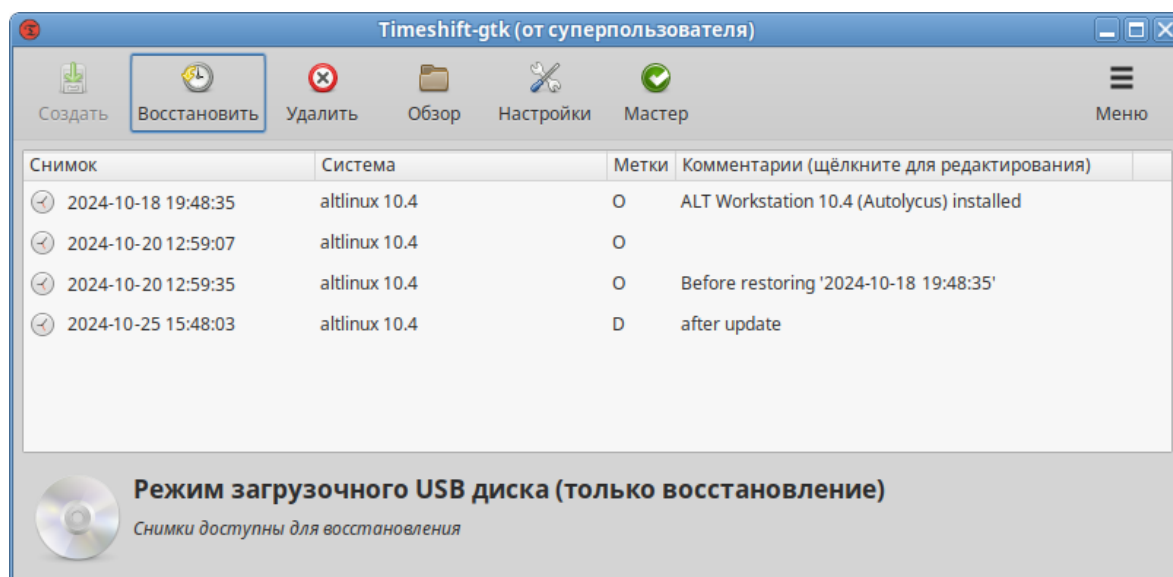 Timeshift-gtk (от суперпользователя)
Создать Восстановить Удалить Обзор Настройки Мастер Меню
Снимок Система Метки Комментарии (щёлкните для редактирования)
2024-10-18 19:48:35 altlinux 10.4 O ALT Workstation 10.4 (Autolycus) installed
2024-10-20 12:59:07 altlinux 10.4 O
2024-10-20 12:59:35 altlinux 10.4 O Before restoring '2024-10-18 19:48:35'
2024-10-25 15:48:03 altlinux 10.4 D after update
Режим загрузочного USB диска (только восстановление)
Снимки доступны для восстановления